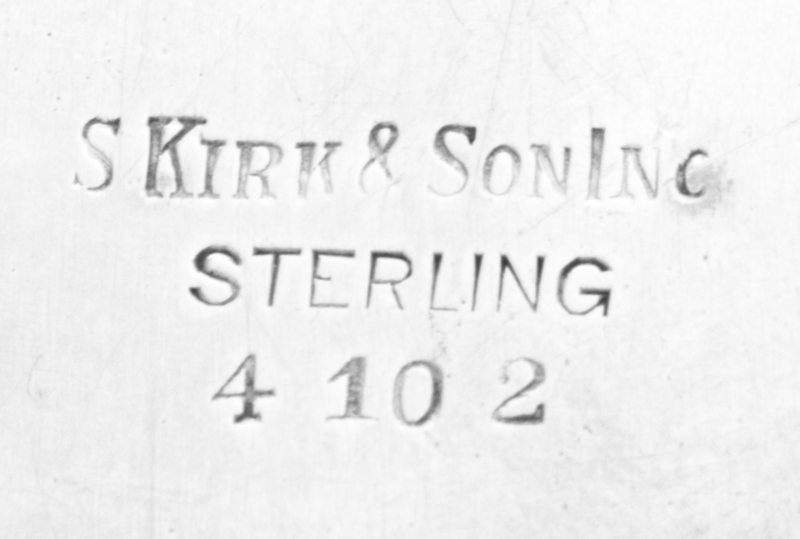 S KIRK & SON INC
STERLING
4 10 2